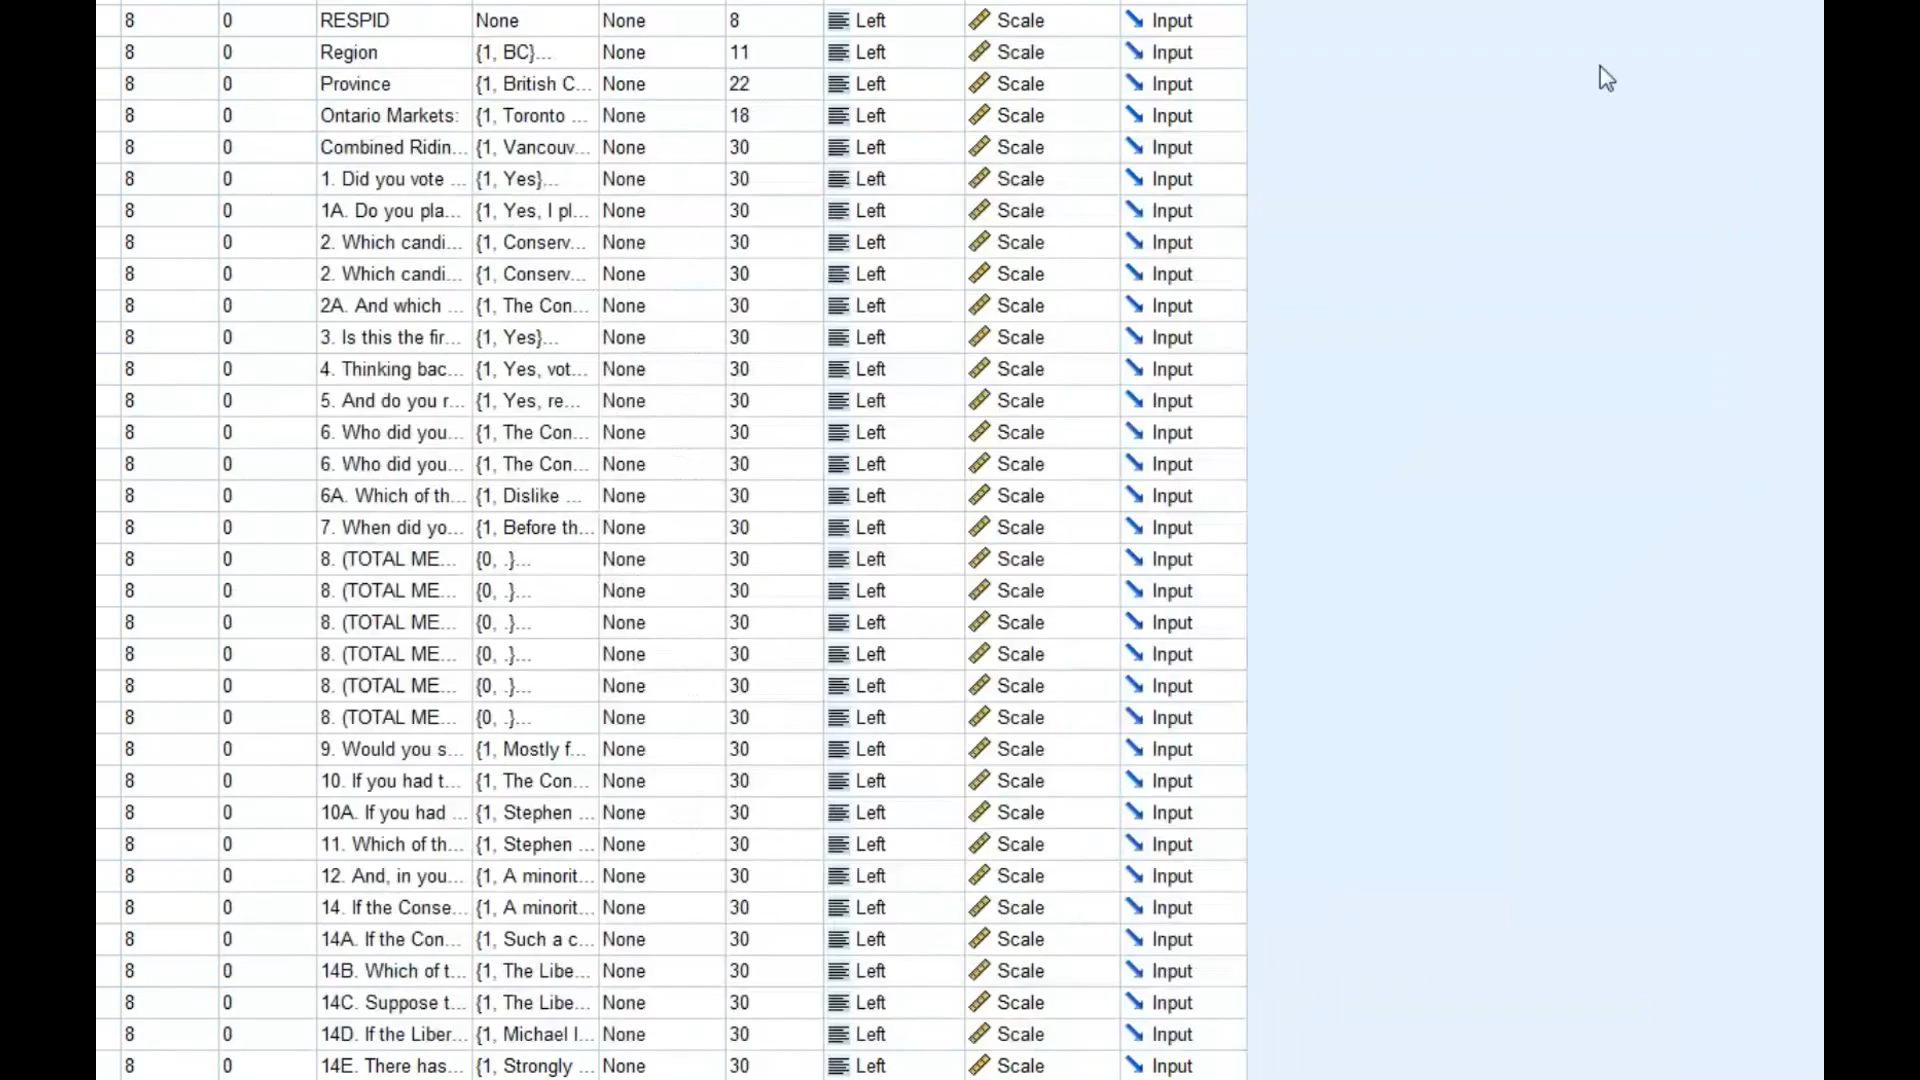 8 0 RESPID None None 8 Left Scale Input
8 0 Region {1, BC}... None 11 Left Scale Input
8 0 Province {1, British C... None 22 Left Scale Input
8 0 Ontario Markets: {1, Toronto ... None 18 Left Scale Input
8 0 Combined Ridin... {1, Vancouv... None 30 Left Scale Input
8 0 1. Did you vote ... {1, Yes}... None 30 Left Scale Input
8 0 1A. Do you pla... {1, Yes, I pl... None 30 Left Scale Input
8 0 2. Which candi... {1, Conserv... None 30 Left Scale Input
8 0 2. Which candi... {1, Conserv... None 30 Left Scale Input
8 0 2A. And which ... {1, The Con... None 30 Left Scale Input
8 0 3. Is this the fir... {1, Yes}... None 30 Left Scale Input
8 0 4. Thinking bac... {1, Yes, vot... None 30 Left Scale Input
8 0 5. And do you r... {1, Yes, re... None 30 Left Scale Input
8 0 6. Who did you... {1, The Con... None 30 Left Scale Input
8 0 6. Who did you... {1, The Con... None 30 Left Scale Input
8 0 6A. Which of th... {1, Dislike ... None 30 Left Scale Input
8 0 7. When did yo... {1, Before th... None 30 Left Scale Input
8 0 8. (TOTAL ME... {0, .}... None 30 Left Scale Input
8 0 8. (TOTAL ME... {0, .}... None 30 Left Scale Input
8 0 8. (TOTAL ME... {0, .}... None 30 Left Scale Input
8 0 8. (TOTAL ME... {0, .}... None 30 Left Scale Input
8 0 8. (TOTAL ME... {0, .}... None 30 Left Scale Input
8 0 8. (TOTAL ME... {0, .}... None 30 Left Scale Input
8 0 9. Would you s... {1, Mostly f... None 30 Left Scale Input
8 0 10. If you had t... {1, The Con... None 30 Left Scale Input
8 0 10A. If you had ... {1, Stephen ... None 30 Left Scale Input
8 0 11. Which of th... {1, Stephen ... None 30 Left Scale Input
8 0 12. And, in you... {1, A minorit... None 30 Left Scale Input
8 0 14. If the Conse... {1, A minorit... None 30 Left Scale Input
8 0 14A. If the Con... {1, Such a c... None 30 Left Scale Input
8 0 14B. Which of t... {1, The Libe... None 30 Left Scale Input
8 0 14C. Suppose t... {1, The Libe... None 30 Left Scale Input
8 0 14D. If the Liber... {1, Michael I... None 30 Left Scale Input
8 0 14E. There has... {1, Strongly ... None 30 Left Scale Input